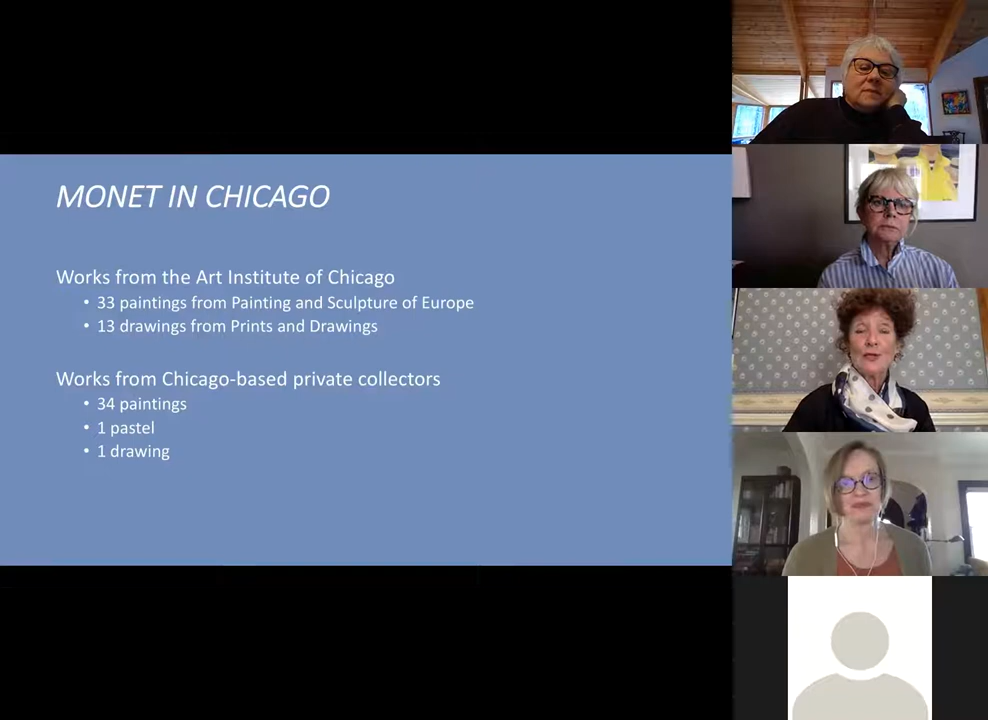 MONET IN CHICAGO
Works from the Art Institute of Chicago
• 33 paintings from Painting and Sculpture of Europe
• 13 drawings from Prints and Drawings
Works from Chicago-based private collectors
• 34 paintings
• 1 pastel
• 1 drawing